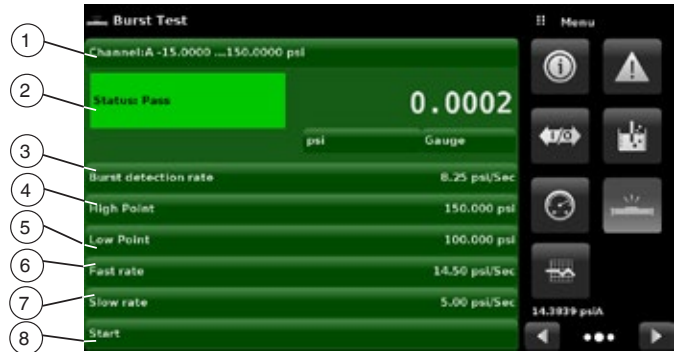 Burst Test
Menu
1
Channel:A -15.0000 ...150.0000 psi
2
Status: Pass
0.0002
psi
Gauge
3
Burst detection rate 8.25 psi/Sec
4
High Point 150.000 psi
5
Low Point 100.000 psi
6
Fast rate 14.50 psi/Sec
7
Slow rate 5.00 psi/Sec
8
Start
I/O
14.3839 psiA